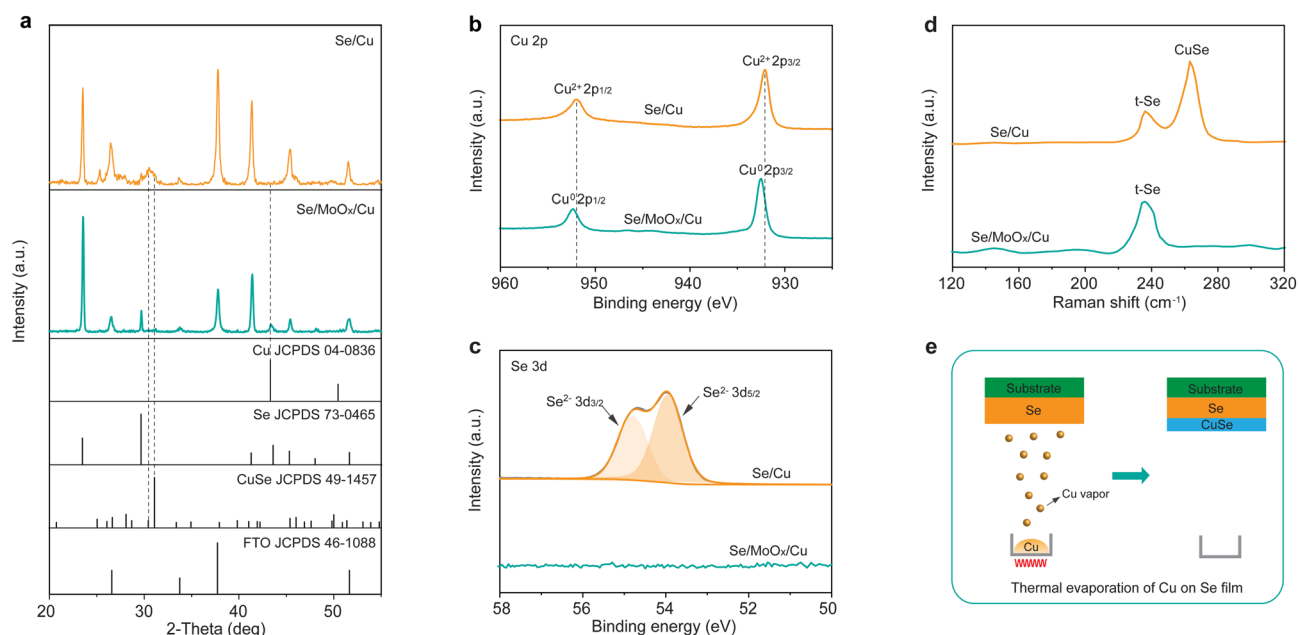 a
Se/Cu
Se/MoOₓ/Cu
Cu JCPDS 04-0836
Se JCPDS 73-0465
CuSe JCPDS 49-1457
FTO JCPDS 46-1088
Intensity (a.u.)
20 30 40 50
2-Theta (deg)
b
Cu 2p
Cu²⁺ 2p₃/₂
Cu²⁺ 2p₁/₂
Se/Cu
Cu⁰ 2p₃/₂
Cu⁰ 2p₁/₂
Se/MoOₓ/Cu
Intensity (a.u.)
960 950 940 930
Binding energy (eV)
c
Se 3d
Se²⁻ 3d₃/₂
Se²⁻ 3d₅/₂
Se/Cu
Se/MoOₓ/Cu
Intensity (a.u.)
58 56 54 52 50
Binding energy (eV)
d
CuSe
t-Se
Se/Cu
t-Se
Se/MoOₓ/Cu
Intensity (a.u.)
120 160 200 240 280 320
Raman shift (cm⁻¹)
e
Substrate
Se
Cu vapor
Cu
Substrate
Se
CuSe
Thermal evaporation of Cu on Se film